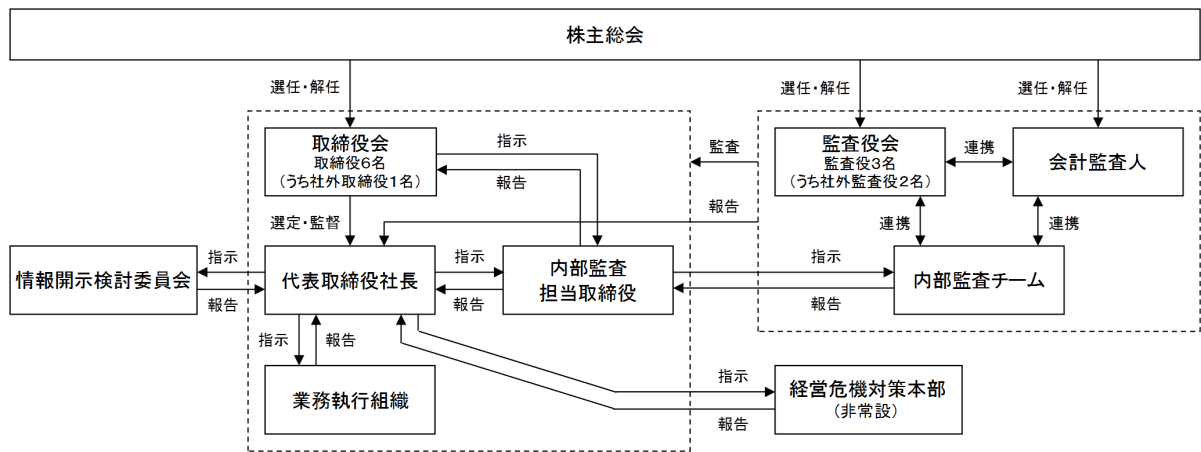 株主総会
選任・解任
選任・解任
選任・解任
取締役会
取締役6名
(うち社外取締役1名)
指示
報告
監査
監査役会
監査役3名
(うち社外監査役2名)
連携
会計監査人
選定・監督
報告
連携
連携
情報開示検討委員会
指示
報告
代表取締役社長
指示
報告
内部監査
担当取締役
指示
報告
内部監査チーム
指示
報告
業務執行組織
指示
報告
経営危機対策本部
(非常設)